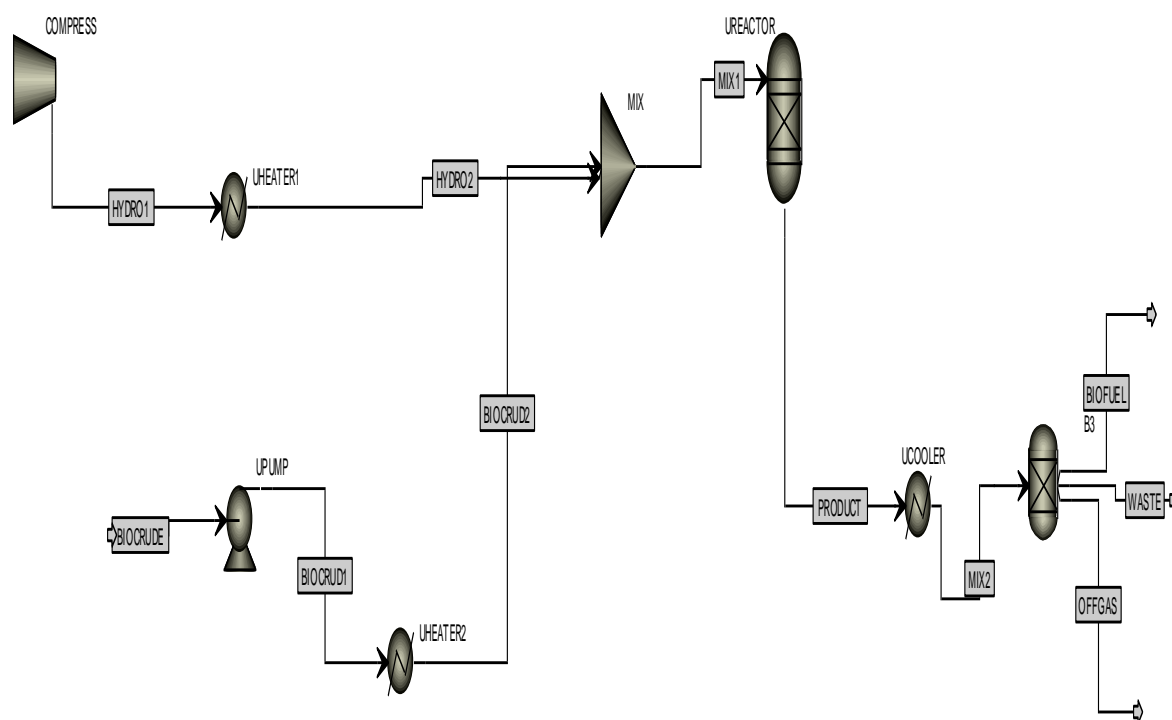 COMPRESS
UREACTOR
MIX1
MIX
UHEATER1
HYDRO2
HYDRO1
BIOFUEL
BIOCRUD2
B3
UCOOLER
UPUMP
WASTE
PRODUCT
BIOCRUDE
BIOCRUD1
MIX2
OFFGAS
UHEATER2